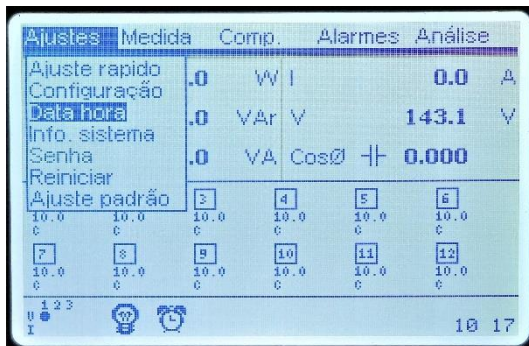 Ajustes Medida Comp. Alarmes Análise
Ajuste rapido
Configuração
Data hora
Info. sistema
Senha
Reiniciar
Ajuste padrão
.0 W I 0.0 A
.0 VAr V 143.1 V
.0 VA CosØ 0.000
3 4 5 6
10.0 10.0 10.0 10.0 10.0 10.0
C C C C C C
7 8 9 10 11 12
10.0 10.0 10.0 10.0 10.0 10.0
C C C C C C
1 2 3
U
I
10 17